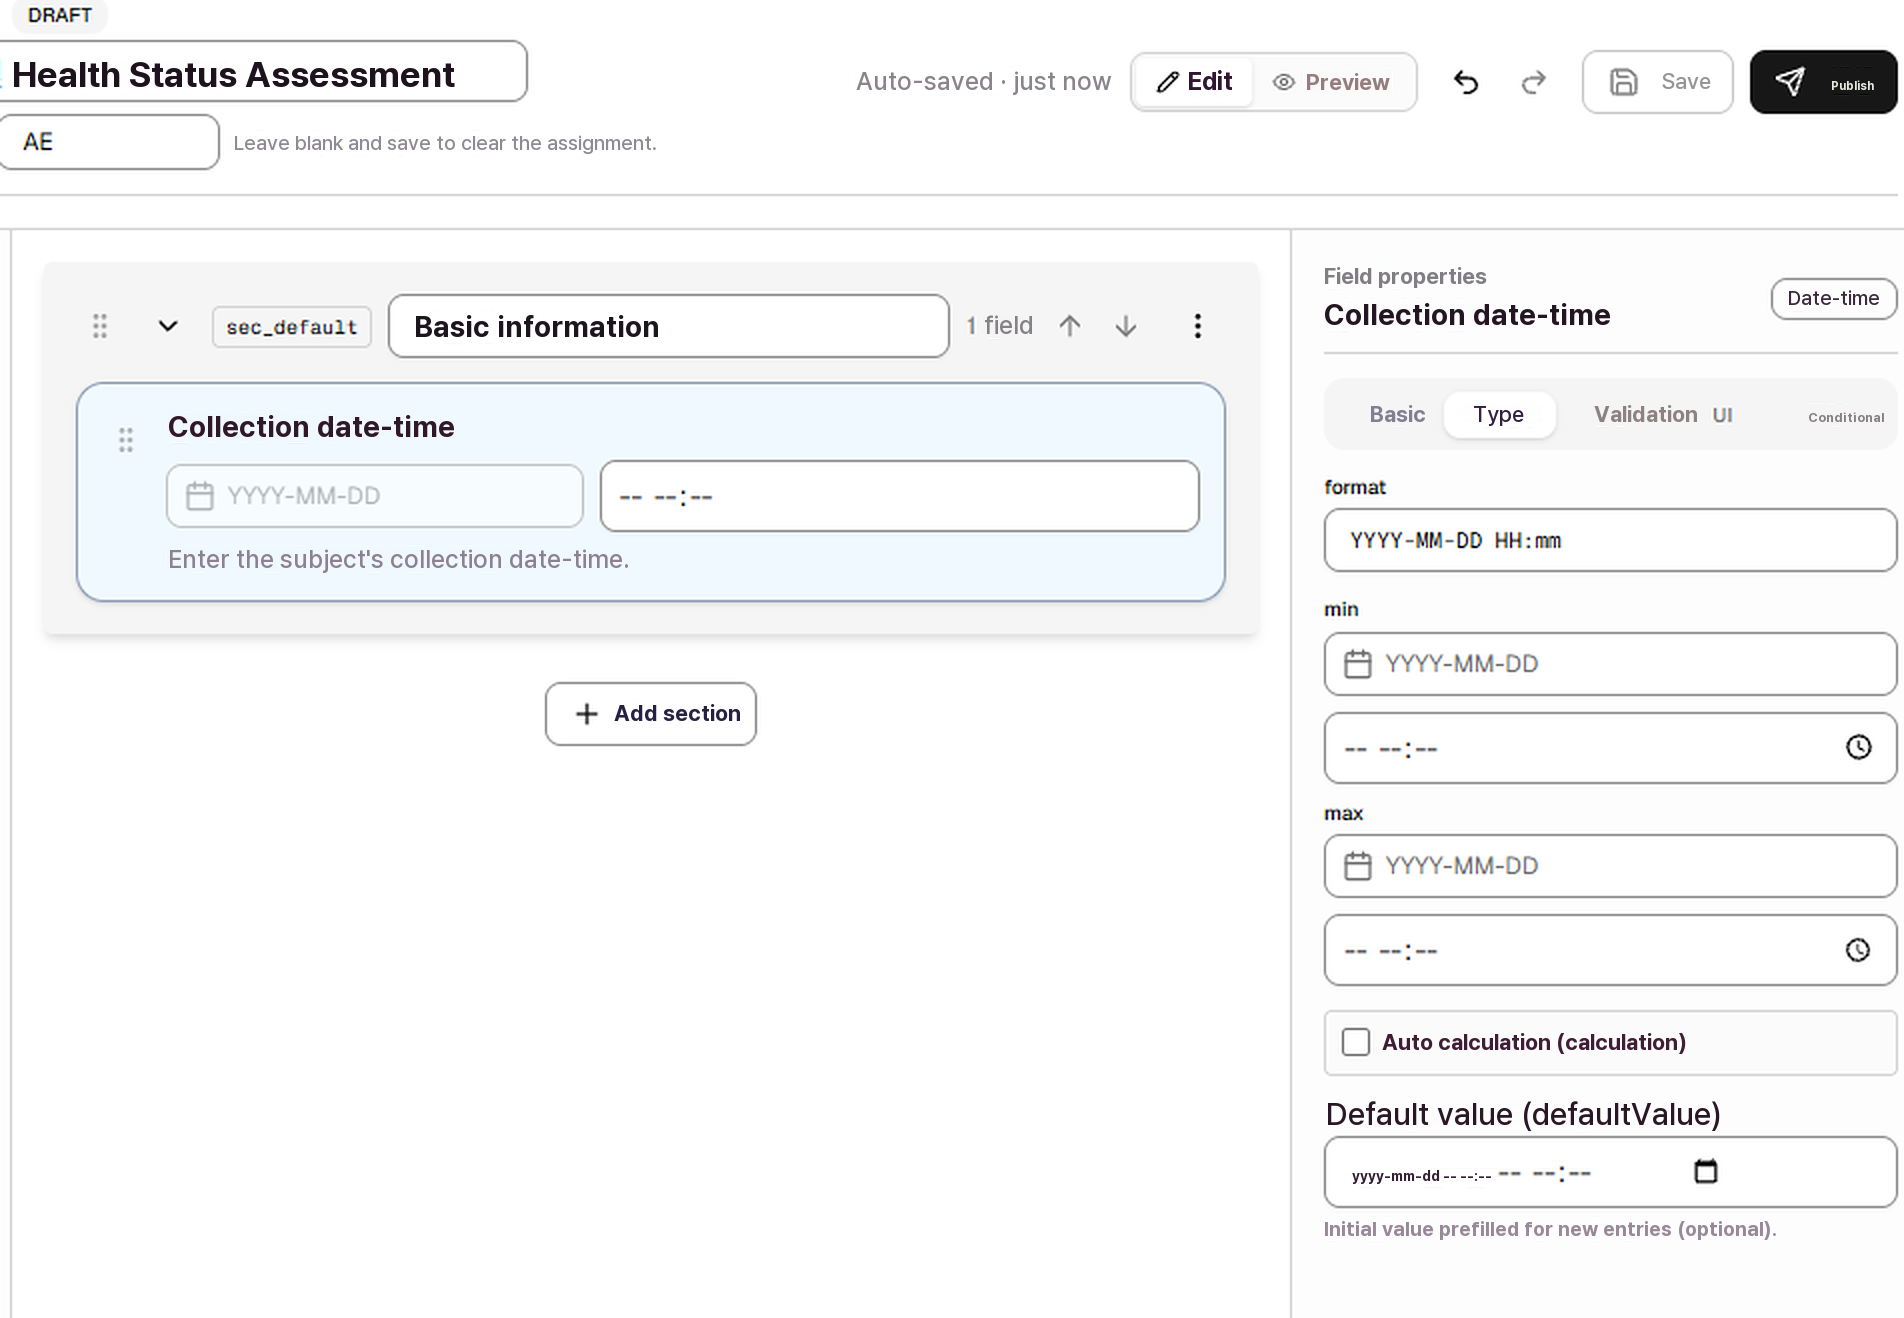 DRAFT
Health Status Assessment
Auto-saved · just now
Edit
Preview
Save
Publish
AE
Leave blank and save to clear the assignment.
sec_default
Basic information
1 field
Collection date-time
YYYY-MM-DD
-- --:--
Enter the subject's collection date-time.
Add section
Field properties
Collection date-time
Date-time
Basic
Type
Validation
UI
Conditional
format
YYYY-MM-DD HH:mm
min
YYYY-MM-DD
-- --:--
max
YYYY-MM-DD
-- --:--
Auto calculation (calculation)
Default value (defaultValue)
yyyy-mm-dd -- --:-- -- --:--
Initial value prefilled for new entries (optional).